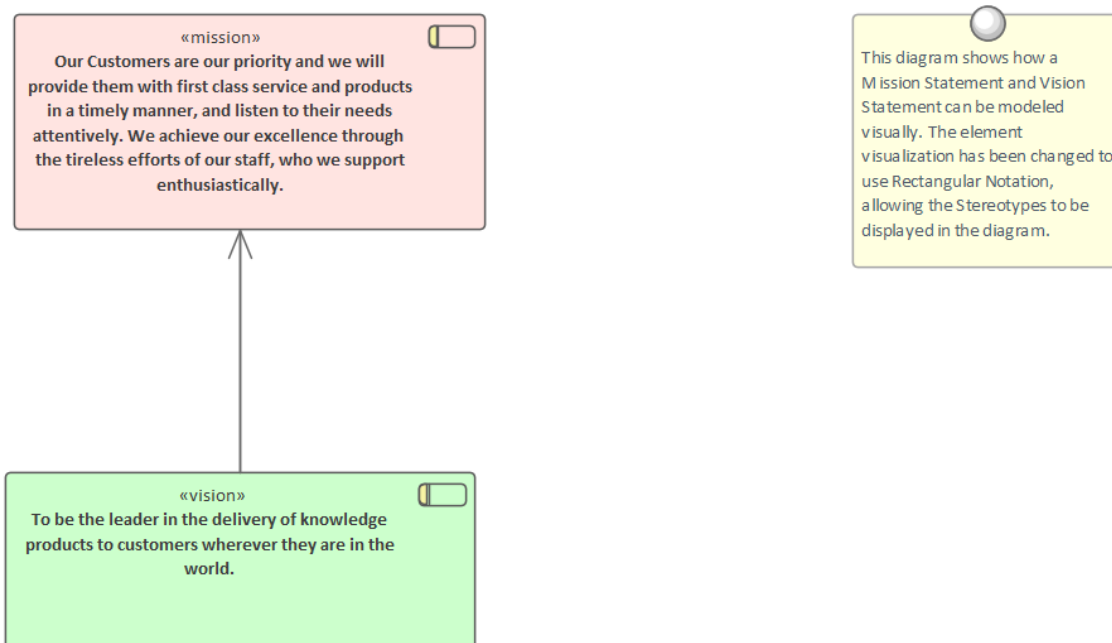 «mission»
Our Customers are our priority and we will
provide them with first class service and products
in a timely manner, and listen to their needs
attentively. We achieve our excellence through
the tireless efforts of our staff, who we support
enthusiastically.
This diagram shows how a
Mission Statement and Vision
Statement can be modeled
visually. The element
visualization has been changed to
use Rectangular Notation,
allowing the Stereotypes to be
displayed in the diagram.
«vision»
To be the leader in the delivery of knowledge
products to customers wherever they are in the
world.